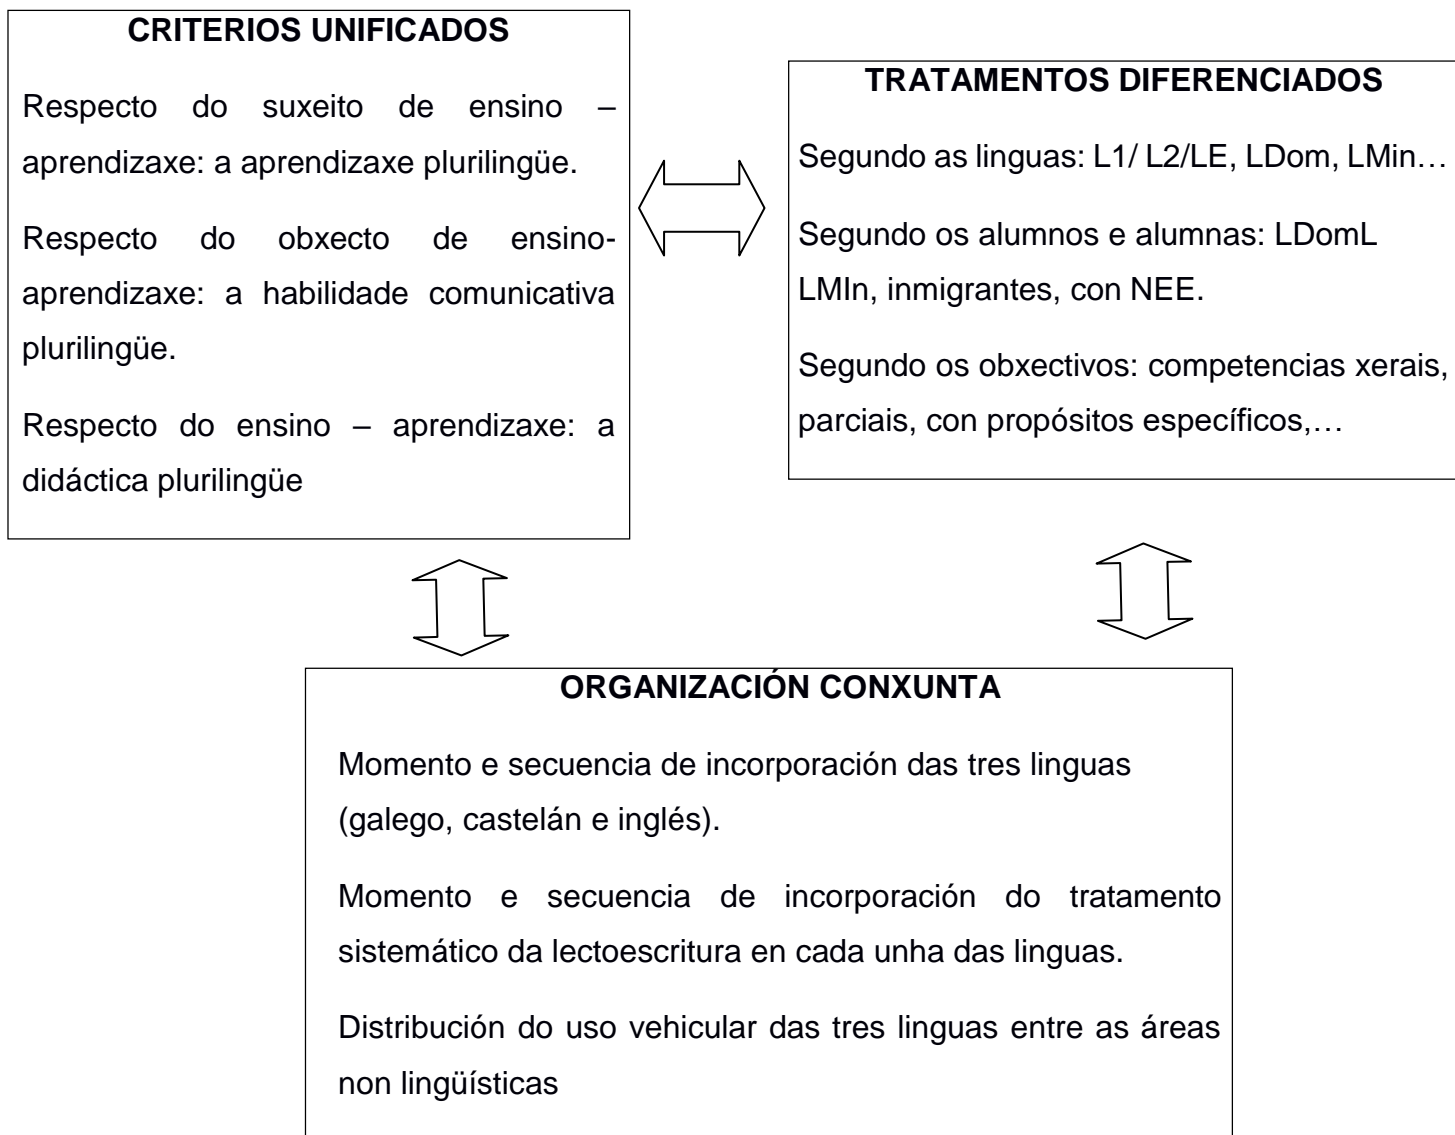 CRITERIOS UNIFICADOS
Respecto do suxeito de ensino –
aprendizaxe: a aprendizaxe plurilingüe.
Respecto do obxecto de ensino-
aprendizaxe: a habilidade comunicativa
plurilingüe.
Respecto do ensino – aprendizaxe: a
didáctica plurilingüe
TRATAMENTOS DIFERENCIADOS
Segundo as linguas: L1/ L2/LE, LDom, LMin…
Segundo os alumnos e alumnas: LDomL
LMIn, inmigrantes, con NEE.
Segundo os obxectivos: competencias xerais,
parciais, con propósitos específicos,…
ORGANIZACIÓN CONXUNTA
Momento e secuencia de incorporación das tres linguas
(galego, castelán e inglés).
Momento e secuencia de incorporación do tratamento
sistemático da lectoescritura en cada unha das linguas.
Distribución do uso vehicular das tres linguas entre as áreas
non lingüísticas